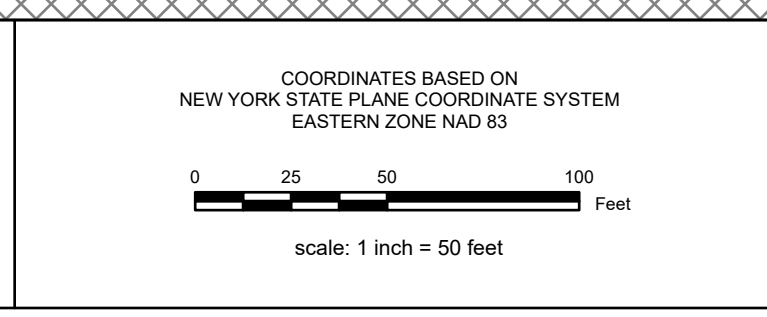 COORDINATES BASED ON
NEW YORK STATE PLANE COORDINATE SYSTEM
EASTERN ZONE NAD 83
0 25 50 100
Feet
scale: 1 inch = 50 feet